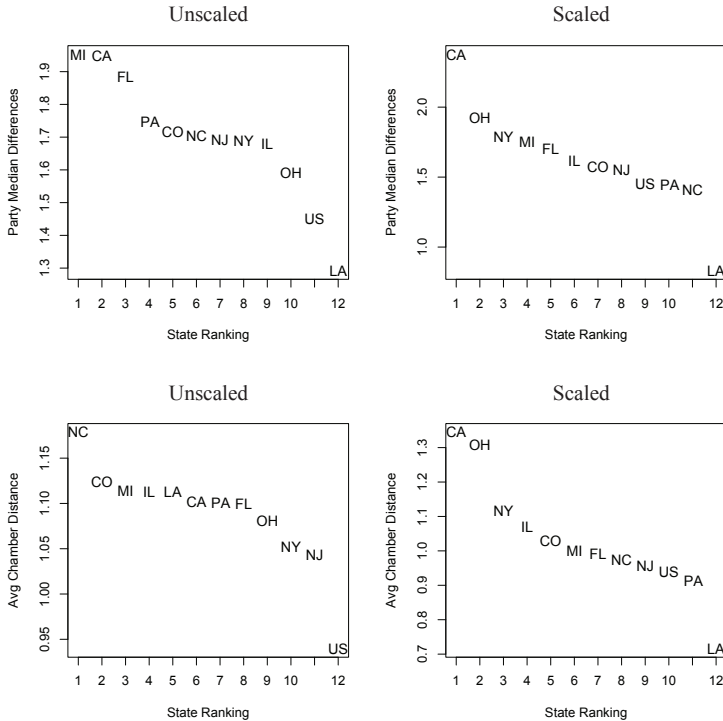 Unscaled
Party Median Differences
1.9
1.8
1.7
1.6
1.5
1.4
1.3
MI
CA
FL
PA
CO
NC
NJ
NY
IL
OH
US
LA
1 2 3 4 5 6 7 8 9 10 12
State Ranking
Scaled
Party Median Differences
2.0
1.5
1.0
CA
OH
NY
MI
FL
IL
CO
NJ
US
PA
NC
LA
1 2 3 4 5 6 7 8 9 10 12
State Ranking
Unscaled
Avg Chamber Distance
1.15
1.10
1.05
1.00
0.95
NC
CO
MI
IL
LA
CA
PA
FL
OH
NY
NJ
US
1 2 3 4 5 6 7 8 9 10 12
State Ranking
Scaled
Avg Chamber Distance
1.3
1.2
1.1
1.0
0.9
0.8
0.7
CA
OH
NY
IL
CO
MI
FL
NC
NJ
US
PA
LA
1 2 3 4 5 6 7 8 9 10 12
State Ranking